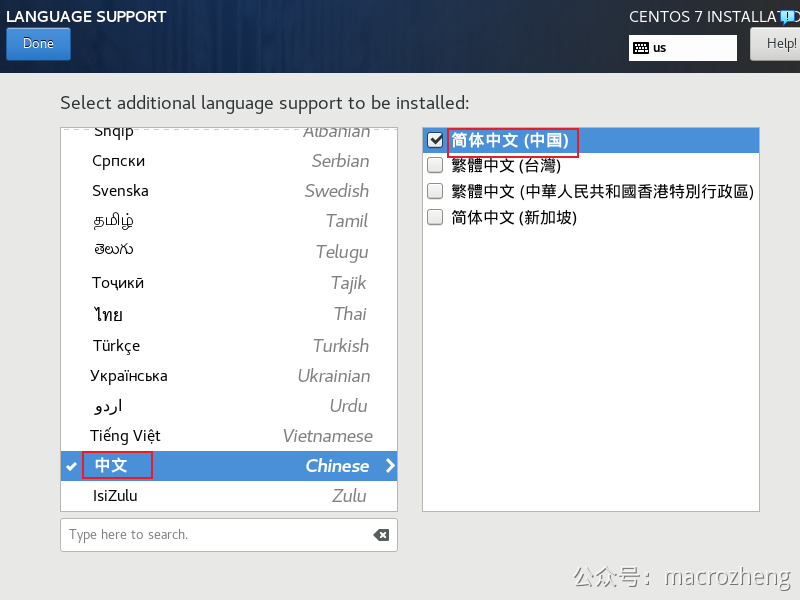 LANGUAGE SUPPORT
CENTOS 7 INSTALLATIO
Done
us
Help!
Select additional language support to be installed:
Shqip Albanian
Српски Serbian
Svenska Swedish
தமிழ் Tamil
తెలుగు Telugu
Тоҷикӣ Tajik
ไทย Thai
Türkçe Turkish
Українська Ukrainian
اردو Urdu
Tiếng Việt Vietnamese
中文 Chinese
IsiZulu Zulu
Type here to search.
简体中文 (中国)
繁體中文 (台灣)
繁體中文 (中華人民共和國香港特別行政區)
简体中文 (新加坡)
公众号：macrozheng